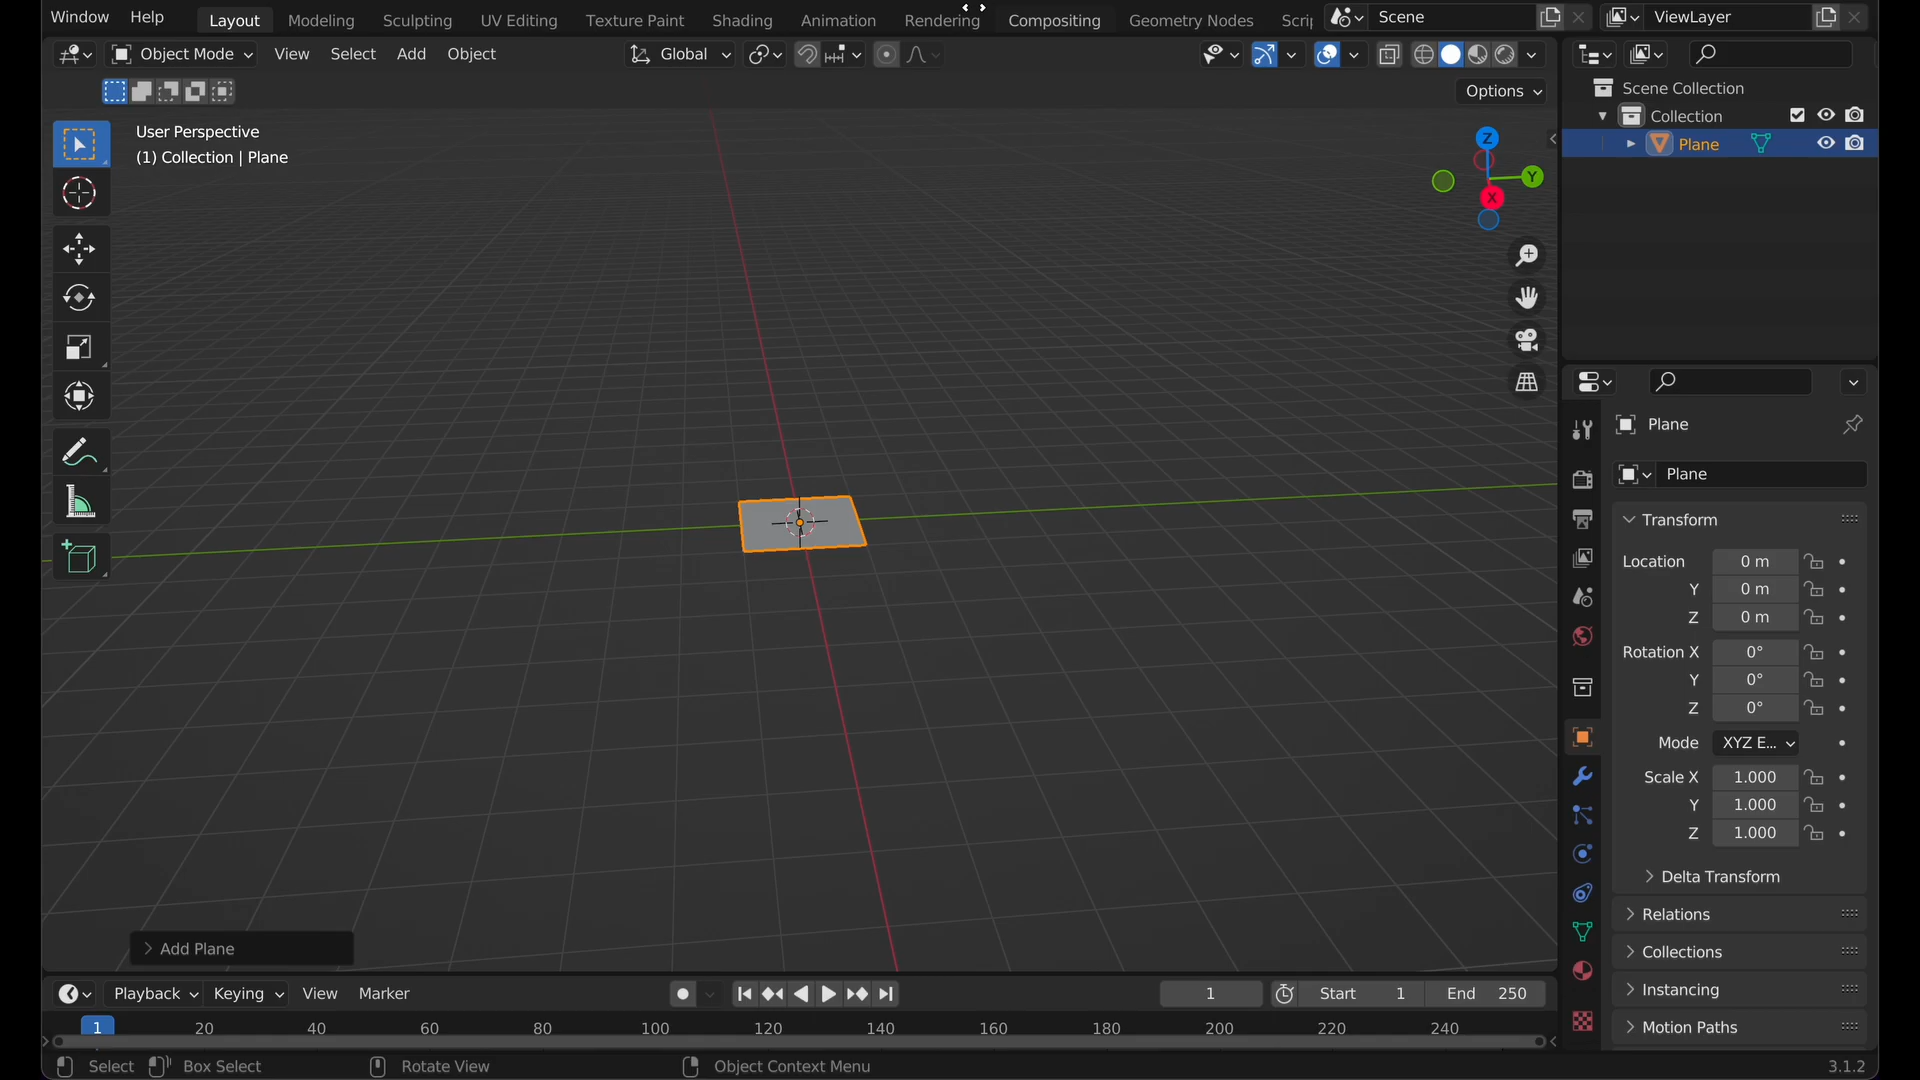 Window Help Layout Modeling Sculpting UV Editing Texture Paint Shading Animation Rendering Compositing Geometry Nodes Scrip Scene ViewLayer
Object Mode View Select Add Object Global
Options
User Perspective
(1) Collection | Plane
Z
Y
X
Scene Collection
Collection
Plane
Plane
Plane
Transform
Location 0 m
Y 0 m
Z 0 m
Rotation X 0°
Y 0°
Z 0°
Mode XYZ E...
Scale X 1.000
Y 1.000
Z 1.000
Delta Transform
Relations
Collections
Instancing
Motion Paths
Add Plane
Playback Keying View Marker 1 Start 1 End 250
1 20 40 60 80 100 120 140 160 180 200 220 240
Select Box Select Rotate View Object Context Menu 3.1.2